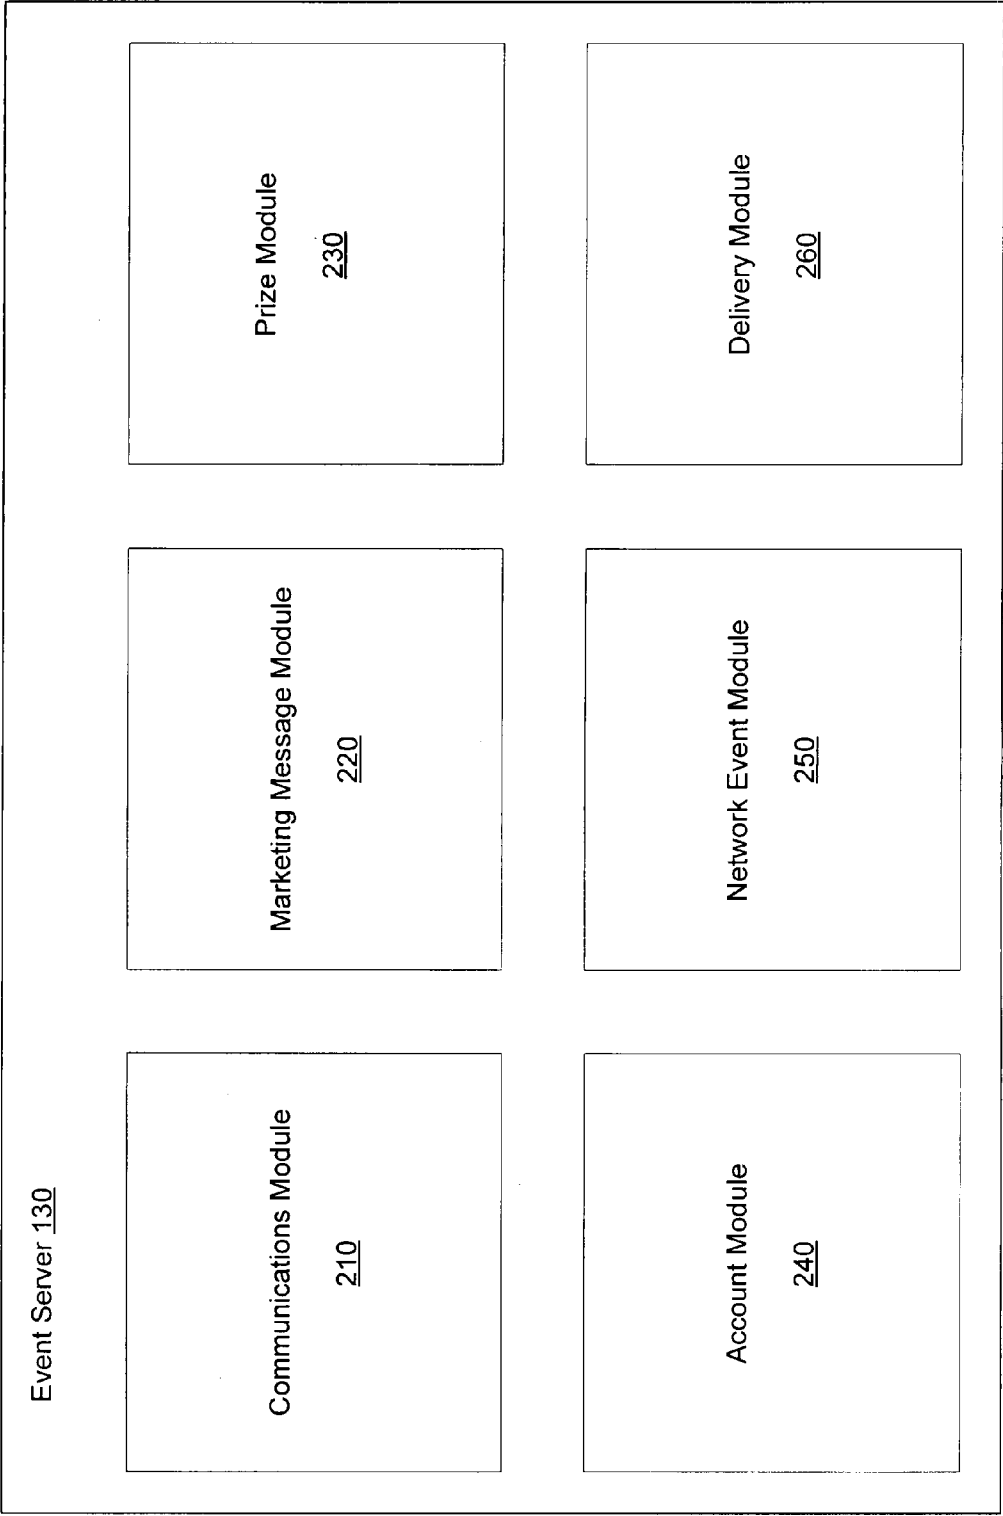 Event Server 130
Communications Module
210
Marketing Message Module
220
Prize Module
230
Account Module
240
Network Event Module
250
Delivery Module
260